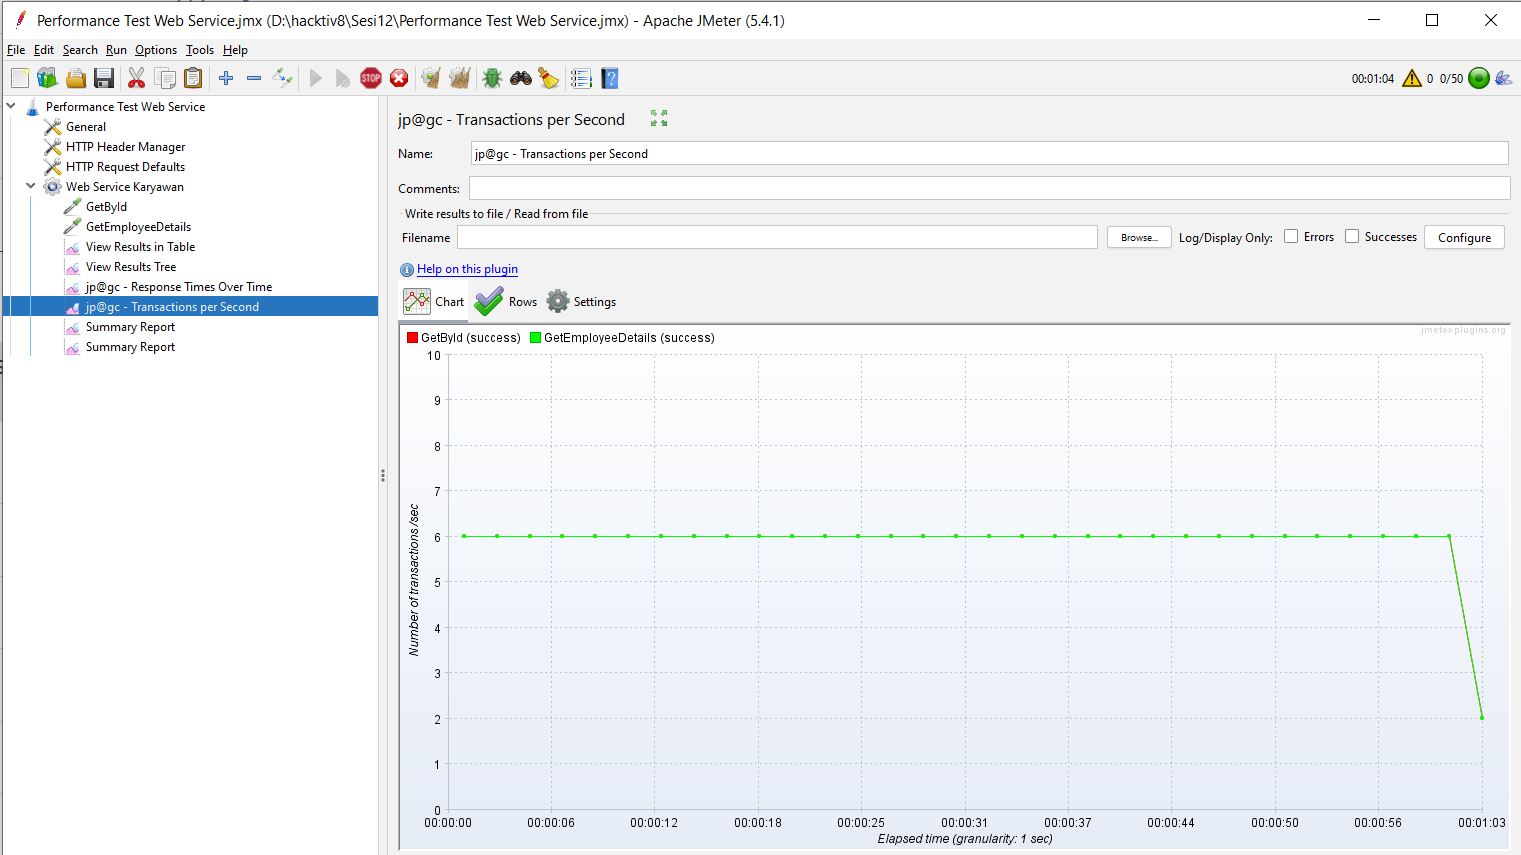 Performance Test Web Service.jmx (D:\hacktiv8\Sesi12\Performance Test Web Service.jmx) - Apache JMeter (5.4.1)
File Edit Search Run Options Tools Help
STOP ? 00:01:04 0 0/50
Performance Test Web Service
General
HTTP Header Manager
HTTP Request Defaults
Web Service Karyawan
GetById
GetEmployeeDetails
View Results in Table
View Results Tree
jp@gc - Response Times Over Time
jp@gc - Transactions per Second
Summary Report
Summary Report
jp@gc - Transactions per Second
Name: jp@gc - Transactions per Second
Comments:
Write results to file / Read from file
Filename Browse... Log/Display Only: Errors Successes Configure
Help on this plugin
Chart Rows Settings
jmeter-plugins.org
GetById (success) GetEmployeeDetails (success)
10
9
8
7
6
5
4
3
2
1
0
Number of transactions /sec
00:00:00 00:00:06 00:00:12 00:00:18 00:00:25 00:00:31 00:00:37 00:00:44 00:00:50 00:00:56 00:01:03
Elapsed time (granularity: 1 sec)